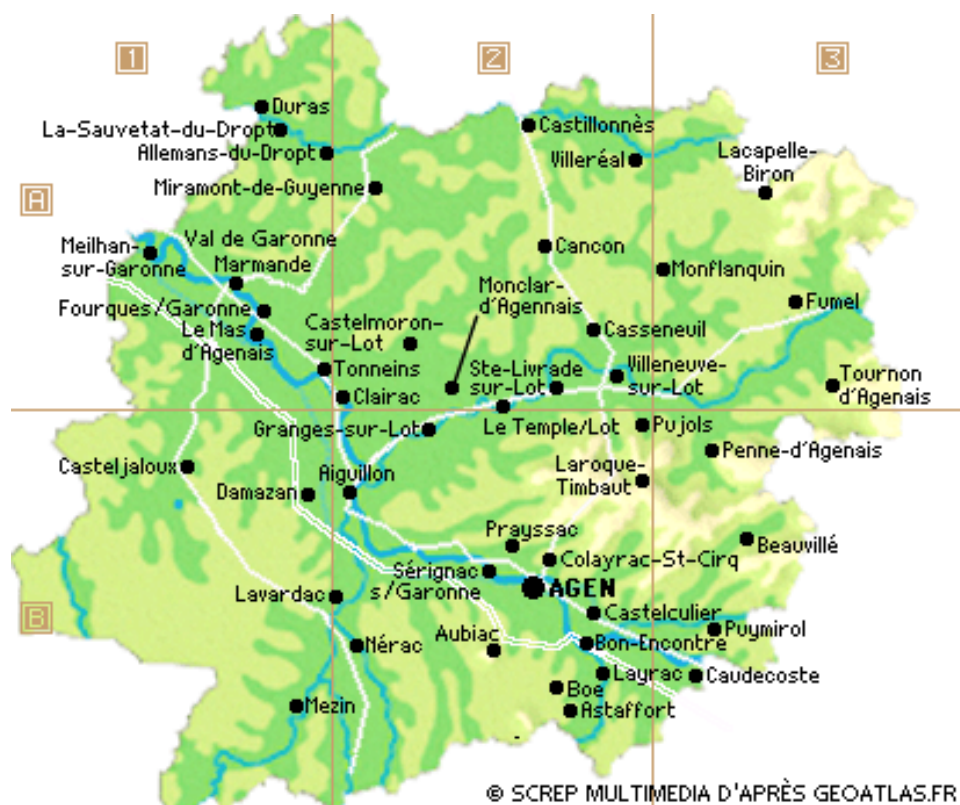 1
2
3
Duras
La-Sauvetat-du-Dropt
Allemans-du-Dropt
Castillonnès
Villeréal
Lacapelle-
Biron
Miramont-de-Guyenne
A
Val de Garonne
Meilhan-
sur-Garonne
Marmande
Cancon
Monflanquin
Monclar-
d'Agennais
Fourques/Garonne
Fumel
Le Mas
d'Agenais
Castelmoron-
sur-Lot
Casseneuil
Tonneins
Ste-Livrade
sur-Lot
Villeneuve-
sur-Lot
Tournon
d'Agenais
Clairac
Granges-sur-Lot
Le Temple/Lot
Pujols
Penne-d'Agenais
Casteljaloux
Aiguillon
Laroque-
Timbaut
Damazan
Prayssac
Beauvillé
Colayrac-St-Cirq
Sérignac
s/Garonne
AGEN
Lavardac
B
Castelculier
Puymirol
Aubiac
Nérac
Bon-Encontre
Layrac
Caudecoste
Boe
Mezin
Astaffort
© SCREP MULTIMEDIA D'APRÈS GEOATLAS.FR